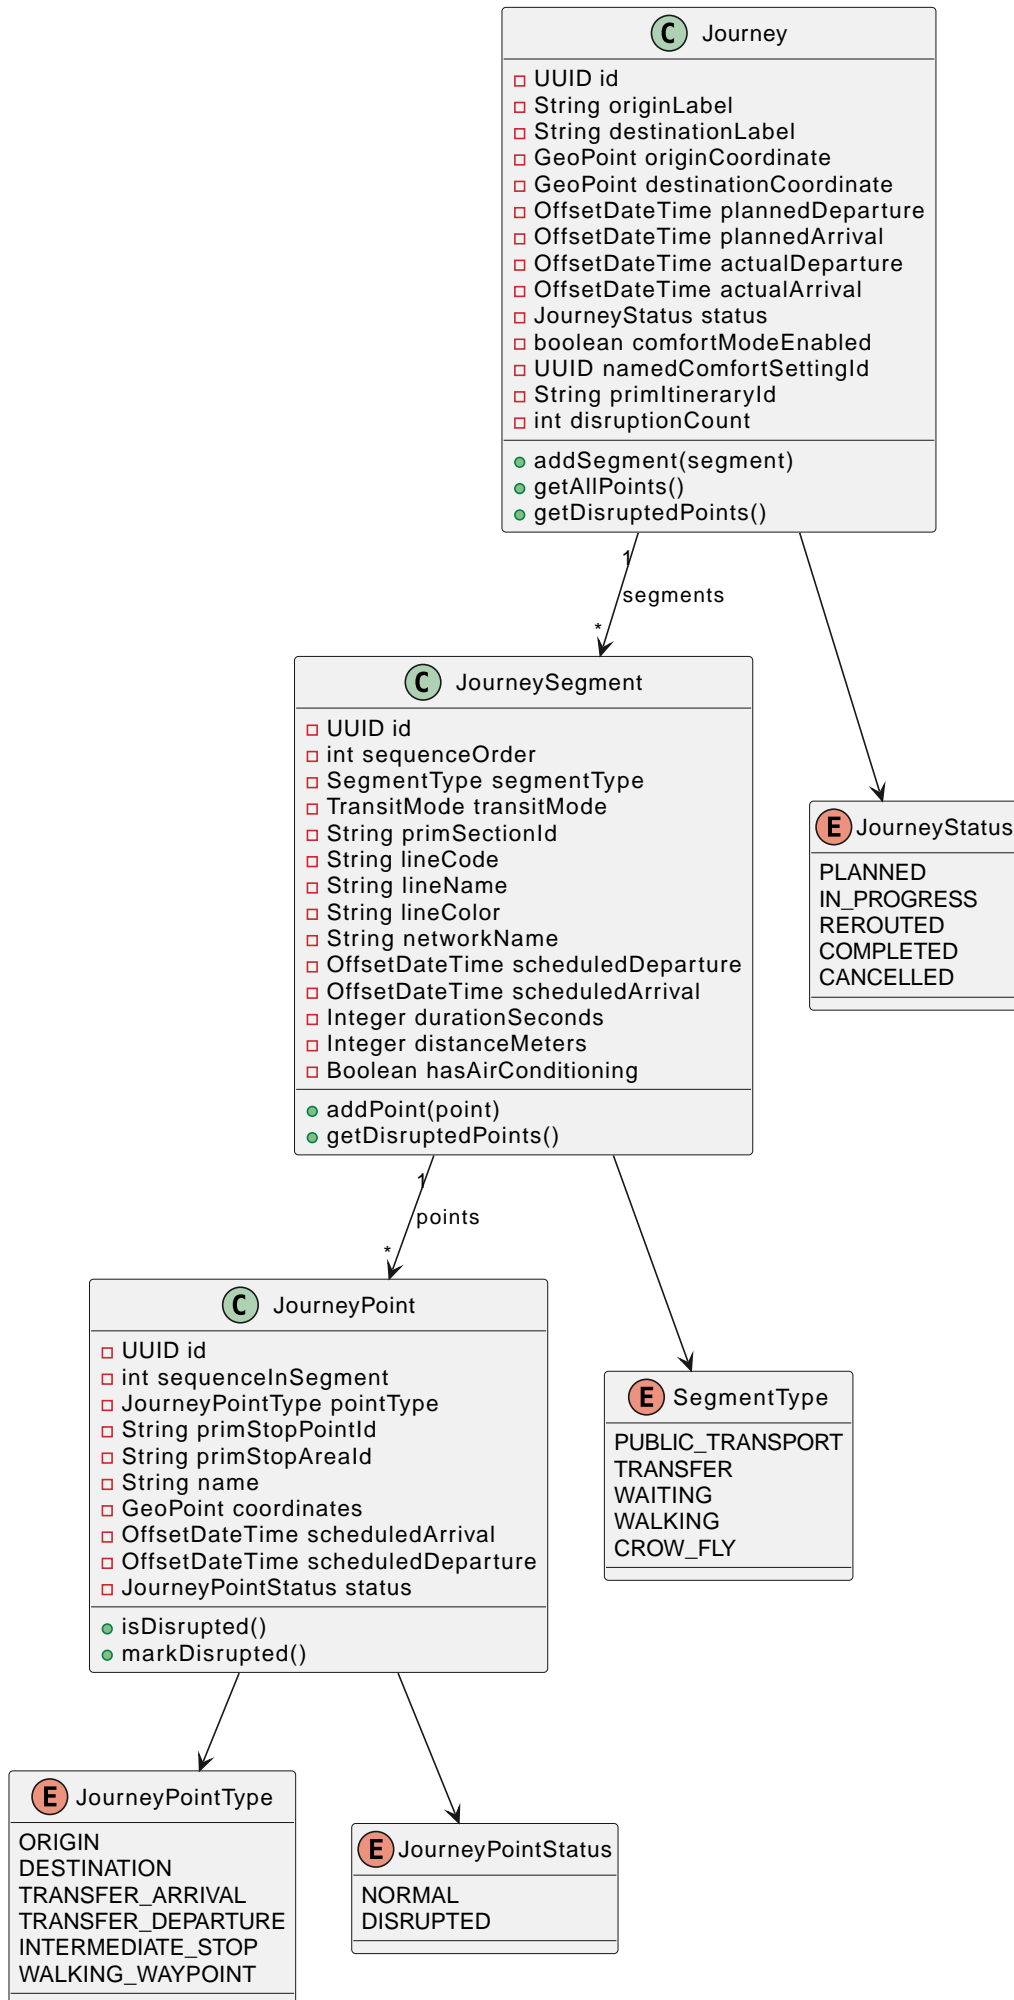 C Journey
UUID id
String originLabel
String destinationLabel
GeoPoint originCoordinate
GeoPoint destinationCoordinate
OffsetDateTime plannedDeparture
OffsetDateTime plannedArrival
OffsetDateTime actualDeparture
OffsetDateTime actualArrival
JourneyStatus status
boolean comfortModeEnabled
UUID namedComfortSettingId
String primItineraryId
int disruptionCount
addSegment(segment)
getAllPoints()
getDisruptedPoints()
1
segments
*
C JourneySegment
UUID id
int sequenceOrder
SegmentType segmentType
TransitMode transitMode
String primSectionId
String lineCode
String lineName
String lineColor
String networkName
OffsetDateTime scheduledDeparture
OffsetDateTime scheduledArrival
Integer durationSeconds
Integer distanceMeters
Boolean hasAirConditioning
addPoint(point)
getDisruptedPoints()
E JourneyStatus
PLANNED
IN_PROGRESS
REROUTED
COMPLETED
CANCELLED
1
points
*
C JourneyPoint
UUID id
int sequenceInSegment
JourneyPointType pointType
String primStopPointId
String primStopAreaId
String name
GeoPoint coordinates
OffsetDateTime scheduledArrival
OffsetDateTime scheduledDeparture
JourneyPointStatus status
isDisrupted()
markDisrupted()
E SegmentType
PUBLIC_TRANSPORT
TRANSFER
WAITING
WALKING
CROW_FLY
E JourneyPointType
ORIGIN
DESTINATION
TRANSFER_ARRIVAL
TRANSFER_DEPARTURE
INTERMEDIATE_STOP
WALKING_WAYPOINT
E JourneyPointStatus
NORMAL
DISRUPTED